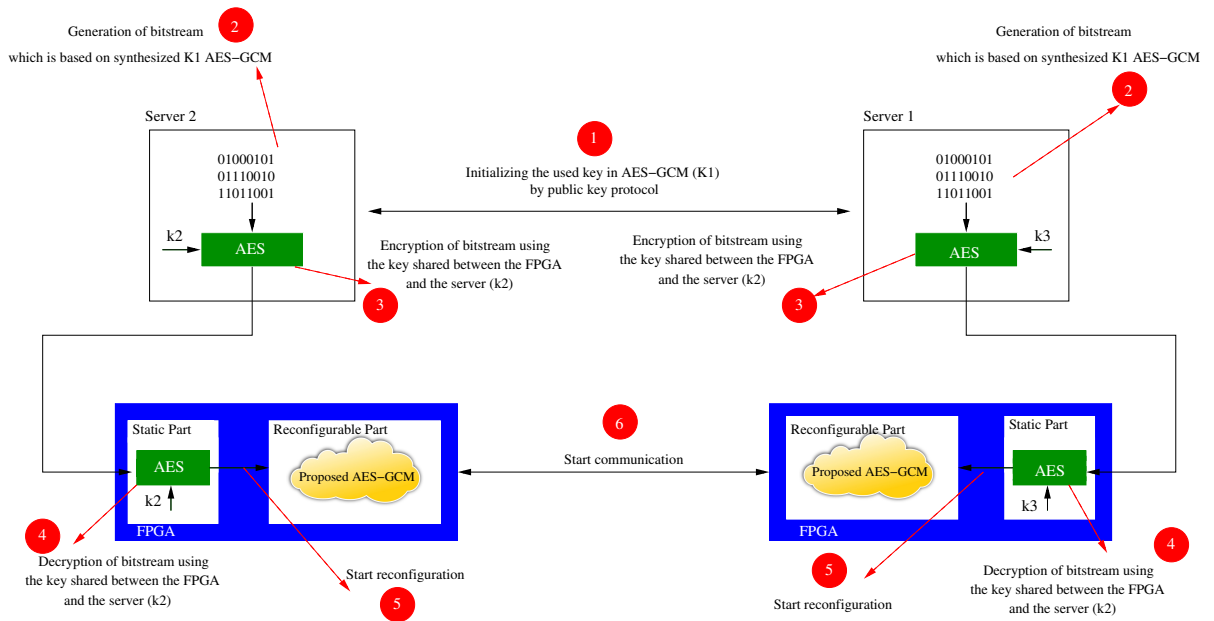 Generation of bitstream
2
which is based on synthesized K1 AES−GCM
Generation of bitstream
which is based on synthesized K1 AES−GCM
2
Server 2
Server 1
1
Initializing the used key in AES−GCM (K1)
by public key protocol
01000101
01110010
11011001
k2
AES
01000101
01110010
11011001
k3
AES
Encryption of bitstream using
the key shared between the FPGA
and the server (k2)
3
Encryption of bitstream using
the key shared between the FPGA
and the server (k2)
3
Static Part
AES
k2
FPGA
Reconfigurable Part
Proposed AES−GCM
6
Start communication
Reconfigurable Part
Proposed AES−GCM
Static Part
AES
k3
FPGA
4
Decryption of bitstream using
the key shared between the FPGA
and the server (k2)
Start reconfiguration
5
5
Start reconfiguration
4
Decryption of bitstream using
the key shared between the FPGA
and the server (k2)